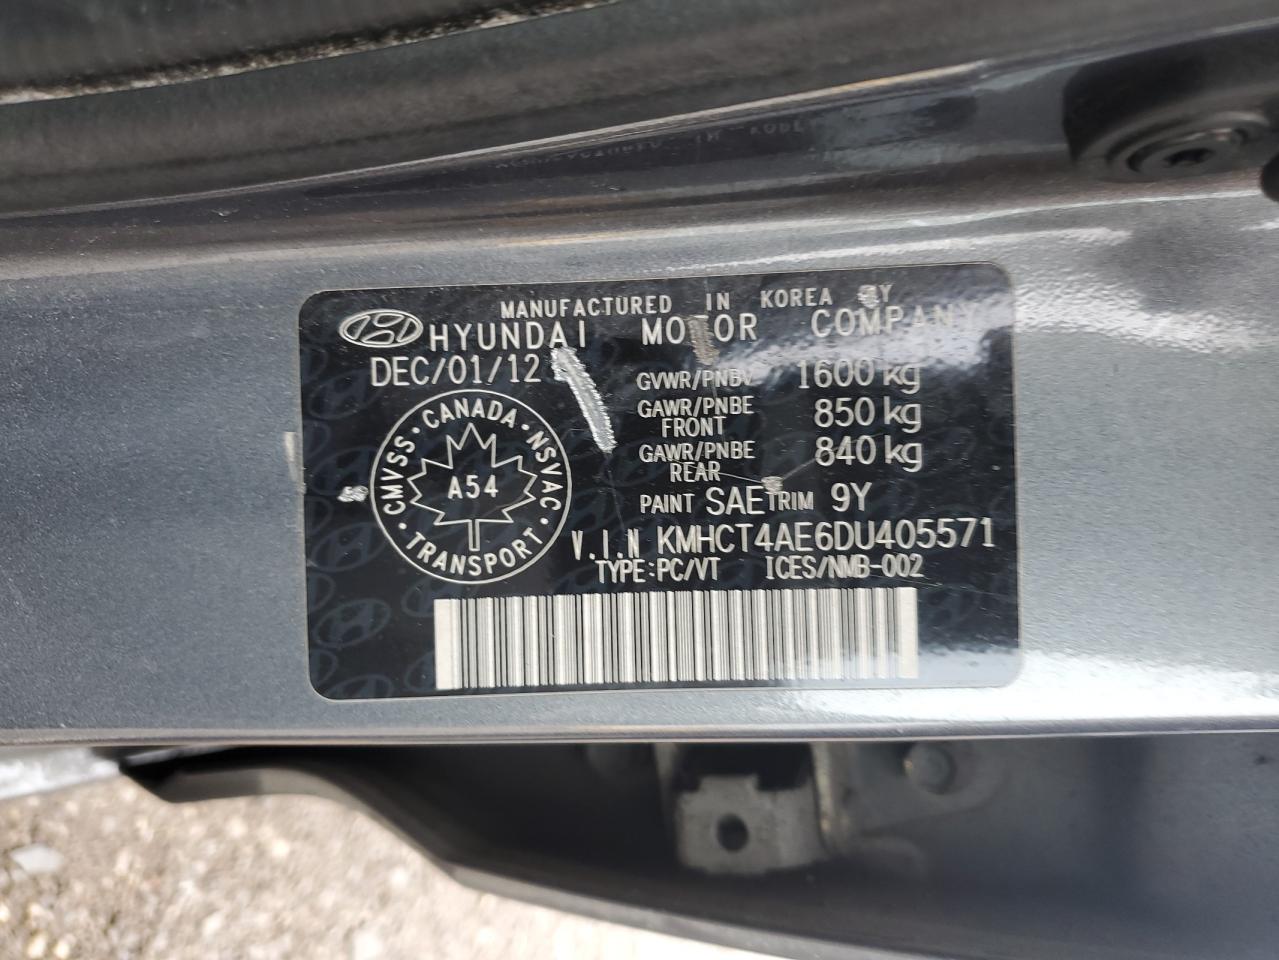 MANUFACTURED IN KOREA BY
HYUNDAI MOTOR COMPANY
DEC/01/12
GVWR/PNBV 1600 kg
GAWR/PNBE FRONT 850 kg
GAWR/PNBE REAR 840 kg
PAINT SAE TRIM 9Y
CMVSS · CANADA · NSVAC · TRANSPORT ·
A54
V.I.N KMHCT4AE6DU405571
TYPE:PC/VT ICES/NMB-002